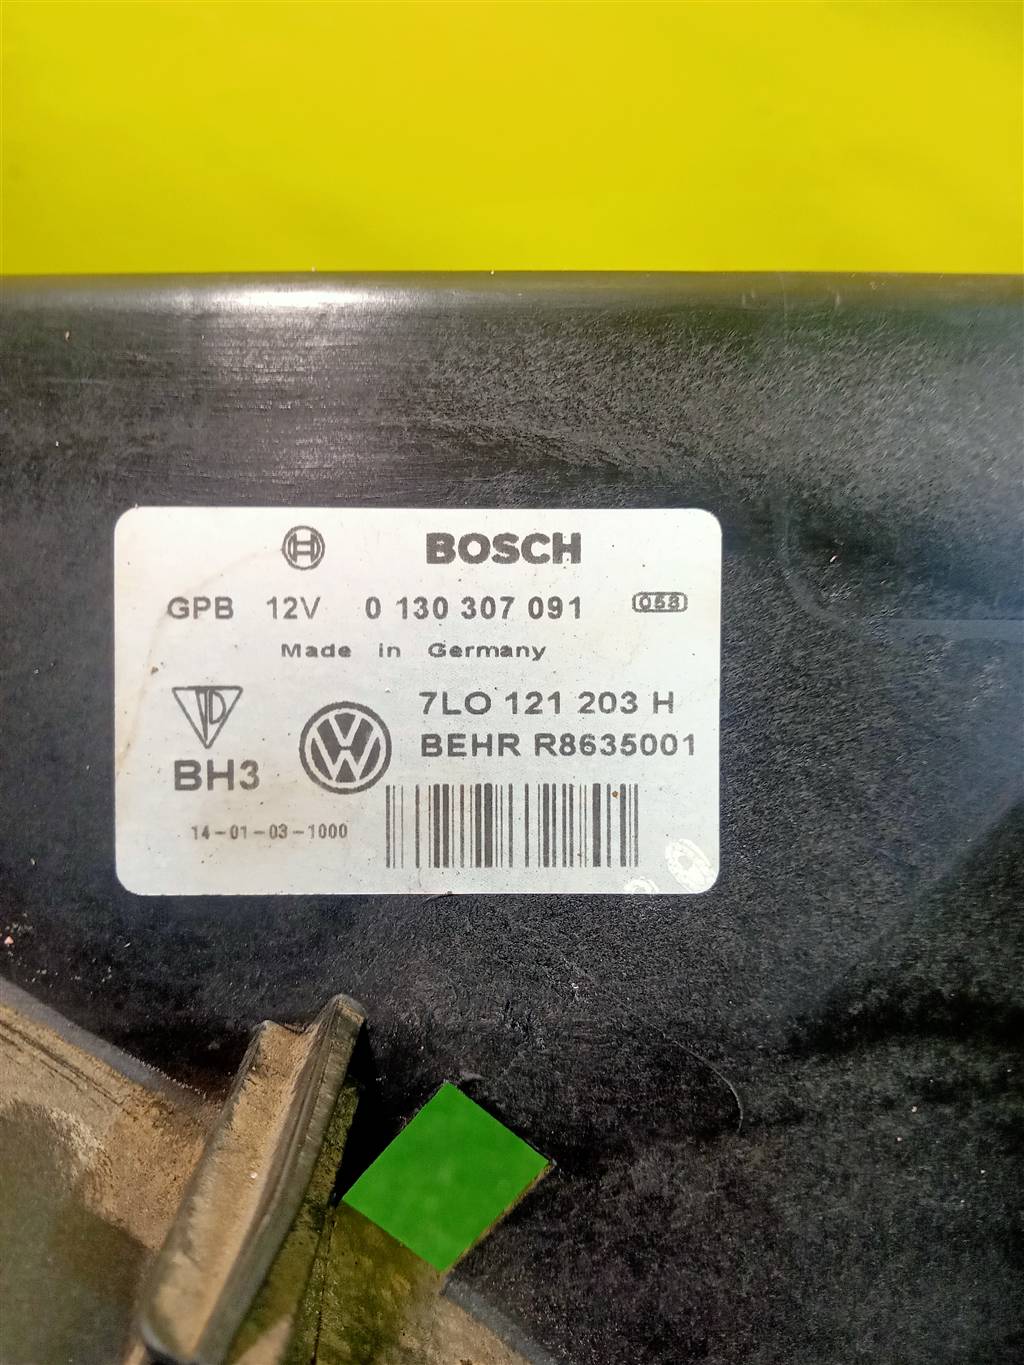 BOSCH
GPB 12V 0 130 307 091 058
Made in Germany
7LO 121 203 H
BEHR R8635001
BH3
14-01-03-1000